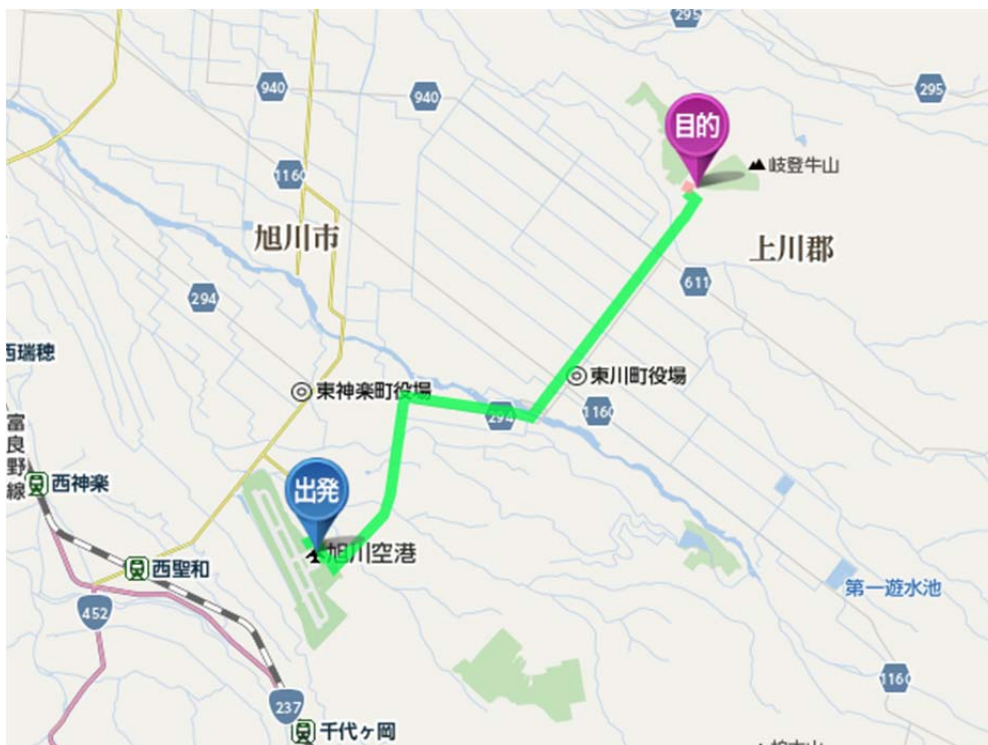 295
940
940
295
目的
岐登牛山
1160
旭川市
上川郡
294
611
西瑞穂
東神楽町役場
東川町役場
294
1160
富良野線
西神楽
出発
旭川空港
西聖和
第一遊水池
452
1160
237
千代ヶ岡